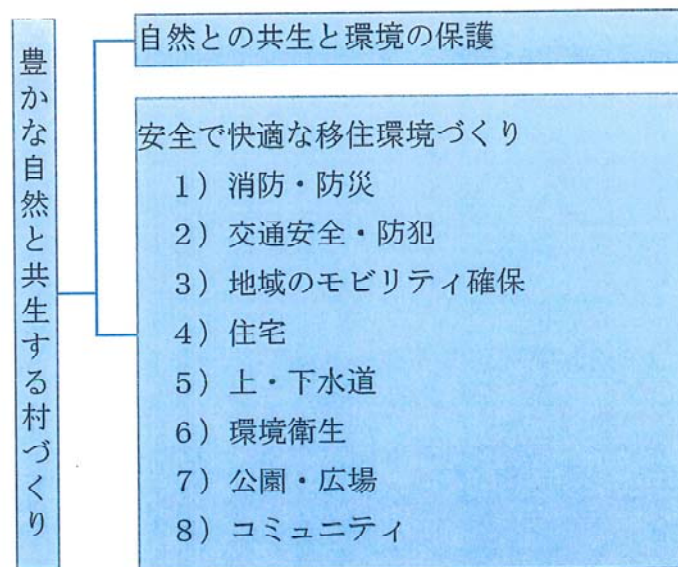 豊かな自然と共生する村づくり
自然との共生と環境の保護
安全で快適な移住環境づくり
1）消防・防災
2）交通安全・防犯
3）地域のモビリティ確保
4）住宅
5）上・下水道
6）環境衛生
7）公園・広場
8）コミュニティ